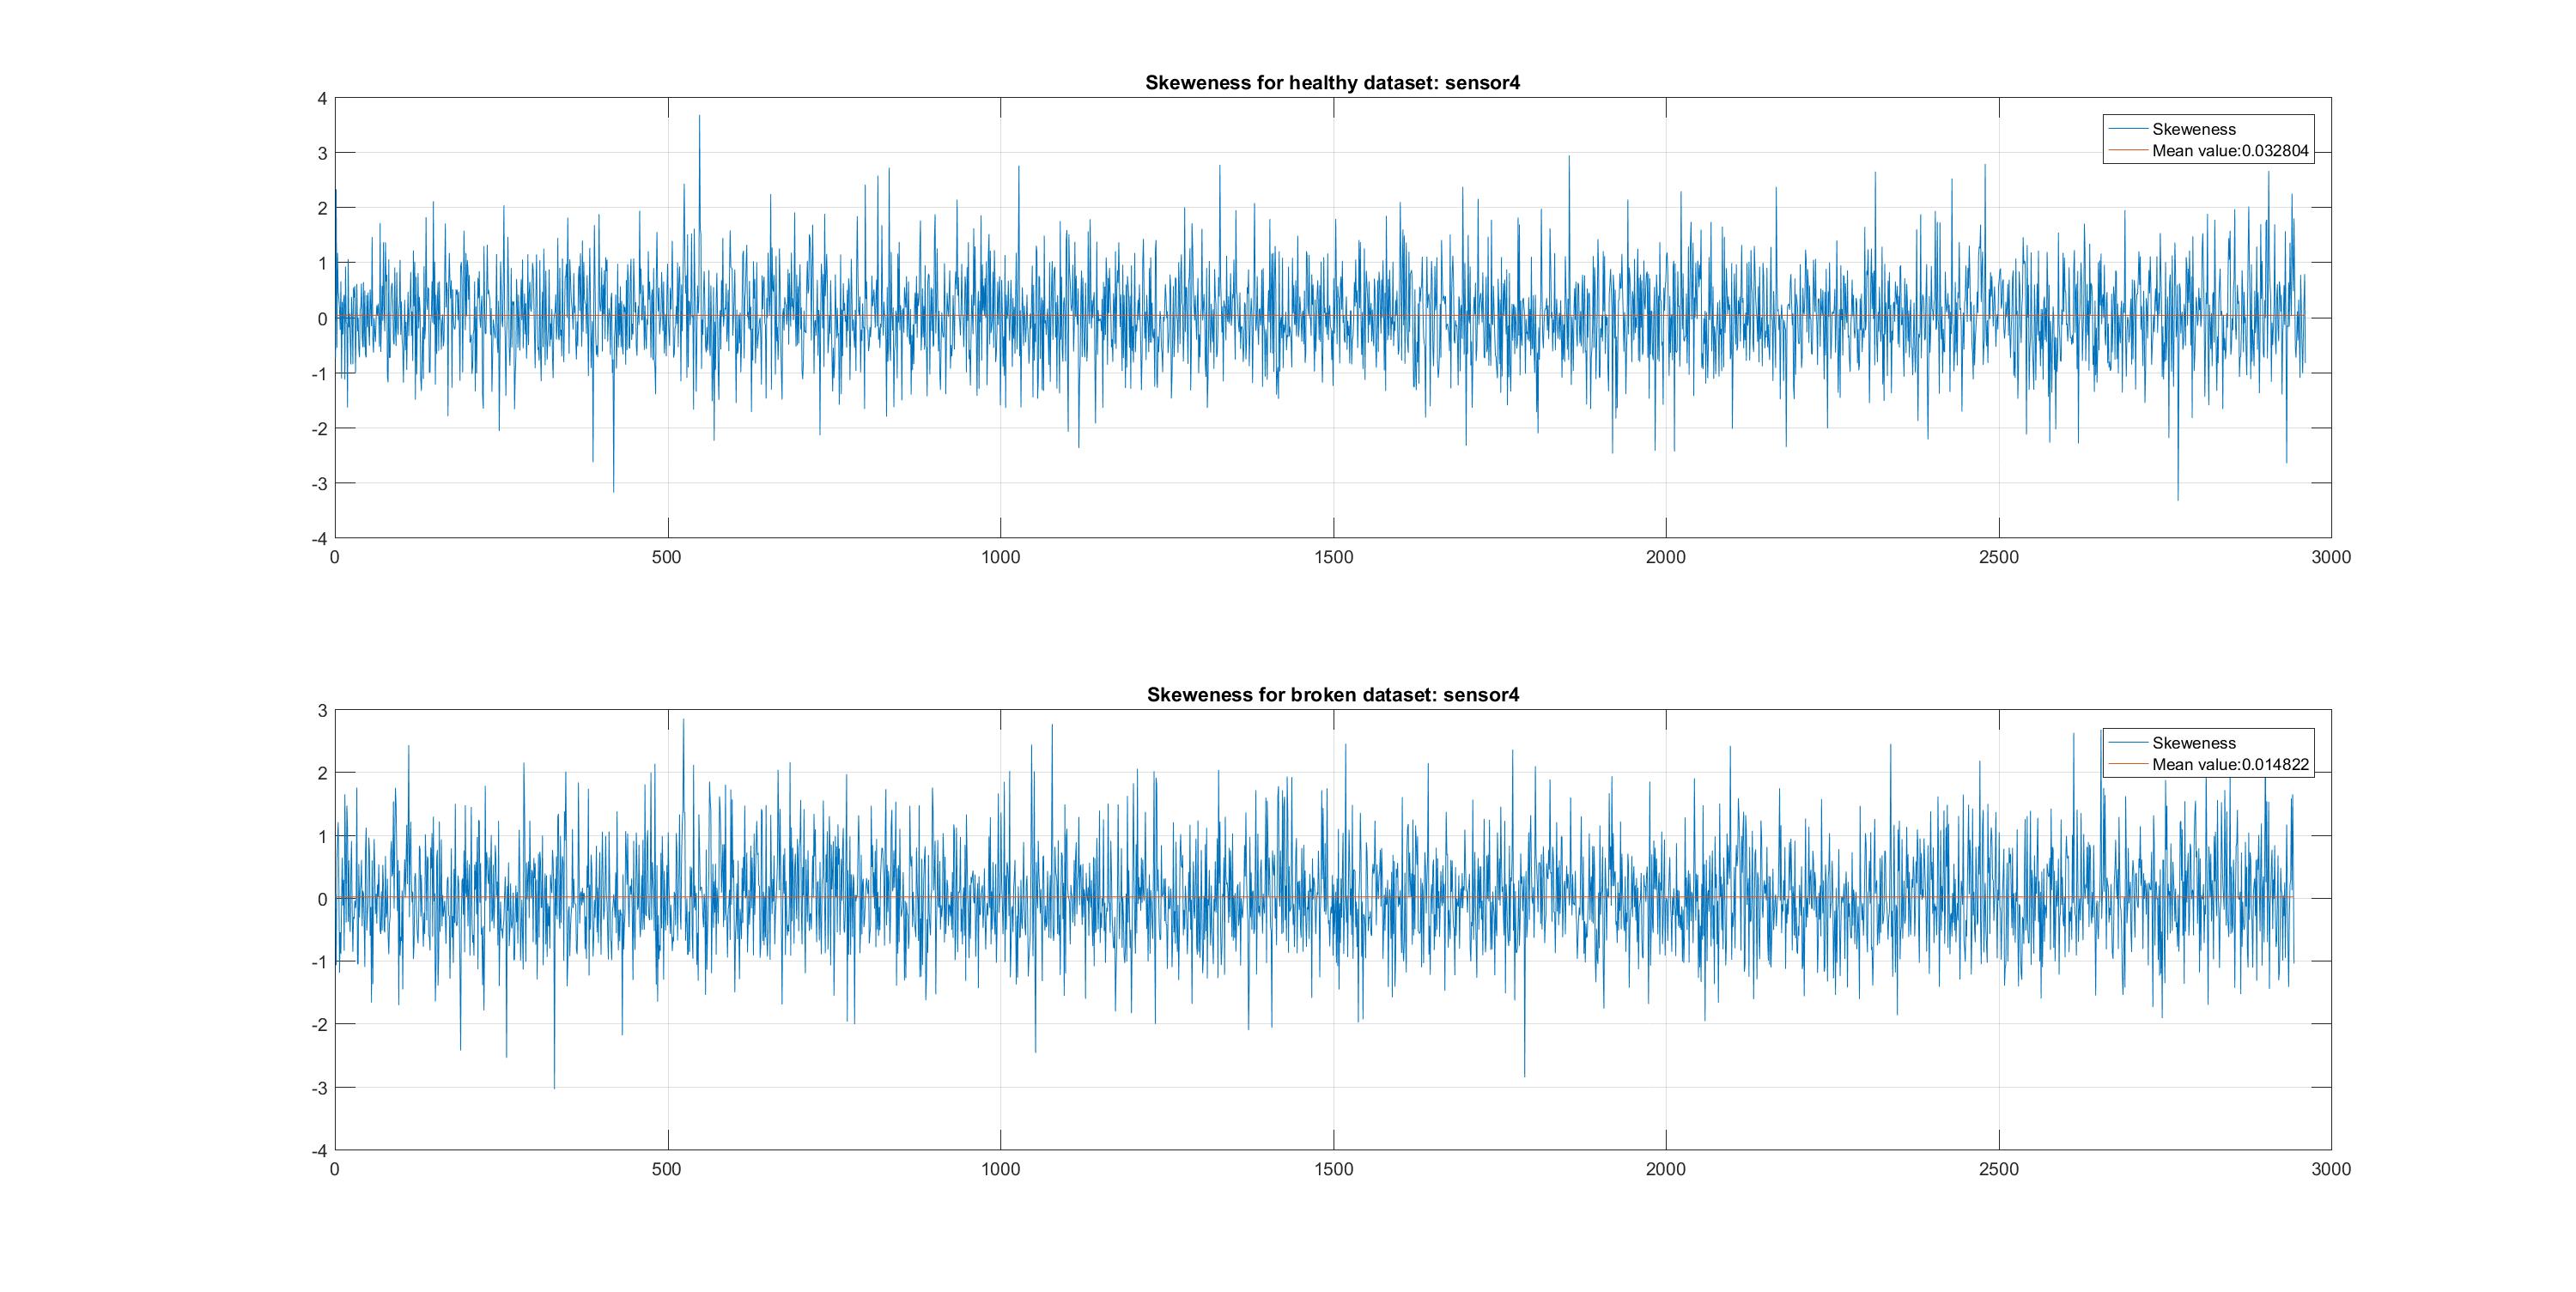 Skeweness for healthy dataset: sensor4
4
3
2
1
0
-1
-2
-3
-4
Skeweness
Mean value:0.032804
0 500 1000 1500 2000 2500 3000
Skeweness for broken dataset: sensor4
3
2
1
0
-1
-2
-3
-4
Skeweness
Mean value:0.014822
0 500 1000 1500 2000 2500 3000